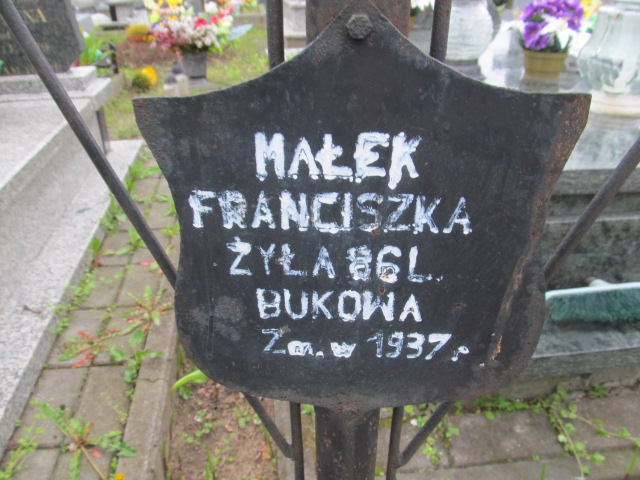 MAŁEK
FRANCISZKA
ŻYŁA 86 L.
BUKOWA
Zm. w 1937 r